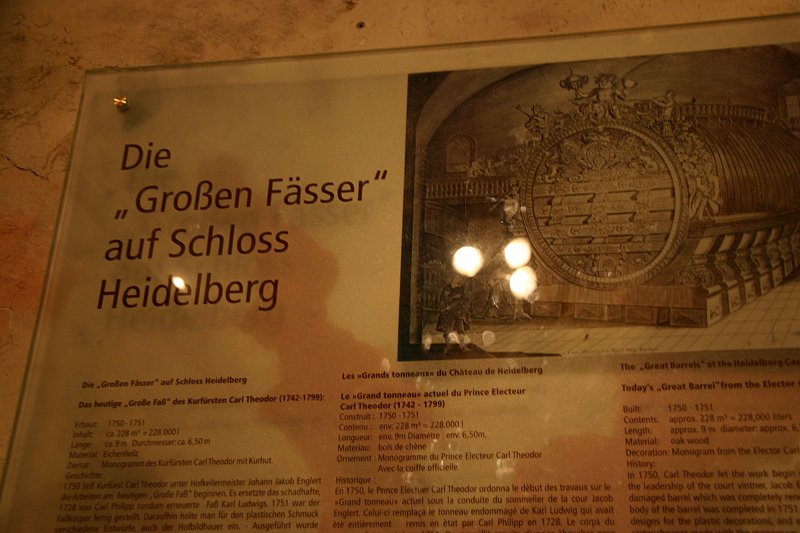 Die
„Großen Fässer"
auf Schloss
Heidelberg
Die „Großen Fässer" auf Schloss Heidelberg
Das heutige „Große Faß" des Kurfürsten Carl Theodor (1742-1799):
Erbaut: 1750 - 1751
Inhalt: ca. 228 m³ = 228.000 l
Länge: ca. 9 m Durchmesser: ca. 6,50 m
Material: Eichenholz
Zierrat: Monogramm des Kurfürsten Carl Theodor mit Kurhut.
Geschichte:
1750 ließ Kurfürst Carl Theodor unter Hofkellermeister Johann Jakob Englert
die Arbeiten am heutigen „Große Faß" beginnen. Es ersetzte das schadhafte,
1728 von Carl Philipp rundum erneuerte Faß Karl Ludwigs. 1751 war der
Faßkörper fertig gestellt. Daraufhin holte man für den plastischen Schmuck
verschiedene Entwürfe, auch der Hofbildhauer ein. - Ausgeführt wurde
Les »Grands tonneaux« du Château de Heidelberg
Le »Grand tonneau« actuel du Prince Electeur
Carl Theodor (1742 - 1799)
Construit : 1750 - 1751
Contenu : env. 228 m³ = 228.000 l
Longueur: env. 9m Diamètre : env. 6,50m,
Matériau: bois de chêne
Ornement : Monogramme du Prince Electeur Carl Theodor
Avec la coiffe officielle.
Historique :
En 1750, le Prince Electuer Carl Theodor ordonna le début des travaux sur le
»Grand tonneau« actuel sous la conduite du sommelier de la cour Jacob
Englert. Celui-ci remplaça le tonneau endommagé de Karl Ludwig qui avait
été entièrement remis en état par Carl Philipp en 1728. Le corps du
The „Great Barrels" at the Heidelberg Cas
Today's „Great Barrel"from the Elector
Built: 1750 - 1751
Contents: approx. 228 m³ = 228,000 liters
Length: approx. 9 m diameter: approx. 6,
Material: oak wood
Decoration: Monogram from the Elector Carl
History:
In 1750, Carl Theodor let the work begin
the leadership of the court vintner, Jacob
damaged barrel which was completely
body of the barrel was completed in 1751
designs for the plastic decorations, and